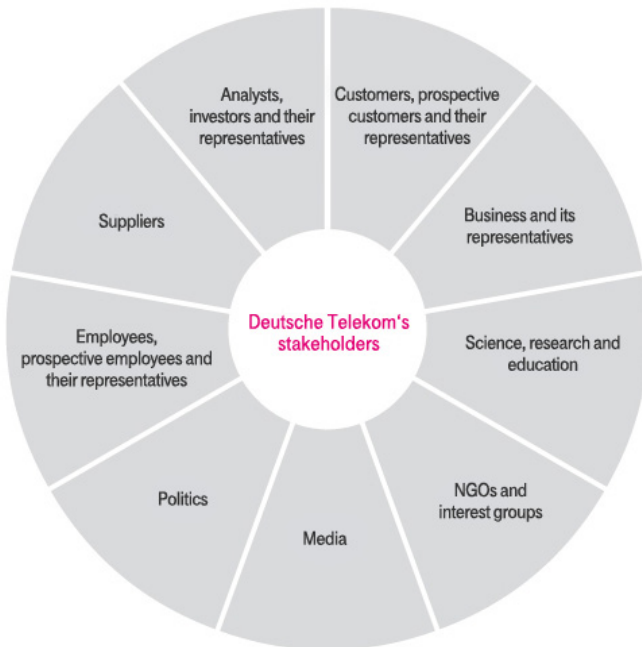 Analysts,
investors and their
representatives
Customers, prospective
customers and their
representatives
Suppliers
Business and its
representatives
Deutsche Telekom‘s
stakeholders
Employees,
prospective employees and
their representatives
Science, research and
education
Politics
NGOs and
interest groups
Media